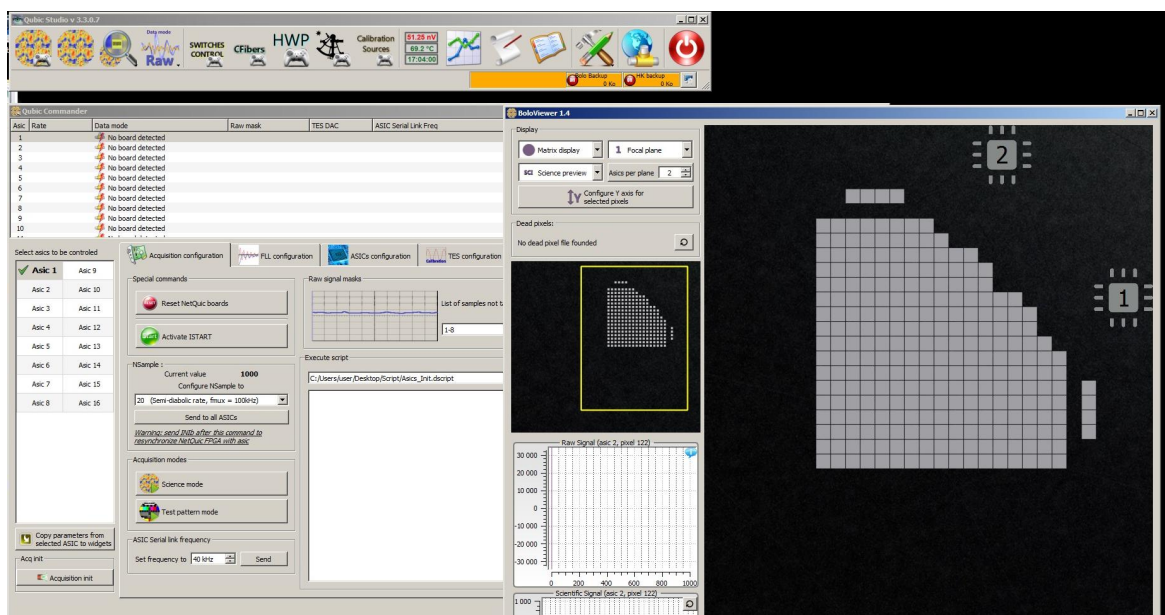 Qubic Studio v 3.3.0.7
Data mode
Raw
SWITCHES CONTROL
CFibers
HWP
Calibration Sources
51.25 mV
69.2 °C
17:04:00
Bolo Backup 0 Ko
HK backup 0 Ko
Qubic Commander
Asic Rate Data mode Raw mask TES DAC ASIC Serial Link Freq
1 No board detected
2 No board detected
3 No board detected
4 No board detected
5 No board detected
6 No board detected
7 No board detected
8 No board detected
9 No board detected
10 No board detected
Select asics to be controled
Asic 1 Asic 9
Asic 2 Asic 10
Asic 3 Asic 11
Asic 4 Asic 12
Asic 5 Asic 13
Asic 6 Asic 14
Asic 7 Asic 15
Asic 8 Asic 16
Copy parameters from
selected ASIC to widgets
Acq init
Acquisition init
Acquisition configuration FLL configuration ASICs configuration TES configuration
Special commands
Reset NetQuic boards
START Activate ISTART
NSample :
Current value 1000
Configure NSample to
20 (Semi-diabolic rate, fmux = 100kHz)
Send to all ASICs
Warning: send INIb after this command to
resynchronize NetQuic FPGA with asic
Acquisition modes
Science mode
Test pattern mode
ASIC Serial link frequency
Set frequency to 40 kHz Send
Raw signal masks
List of samples not t
1-8
Execute script
C:/Users/user/Desktop/Script/Asics_Init.dscript
BoloViewer 1.4
Display
Matrix display 1 Focal plane
SCI Science preview Asics per plane 2
Configure Y axis for
selected pixels
Dead pixels:
No dead pixel file founded
Raw Signal (asic 2, pixel 122)
30 000
20 000
10 000
0
-10 000
-20 000
-30 000
0 200 400 600 800 1000
Scientific Signal (asic 2, pixel 122)
1 000
2
1